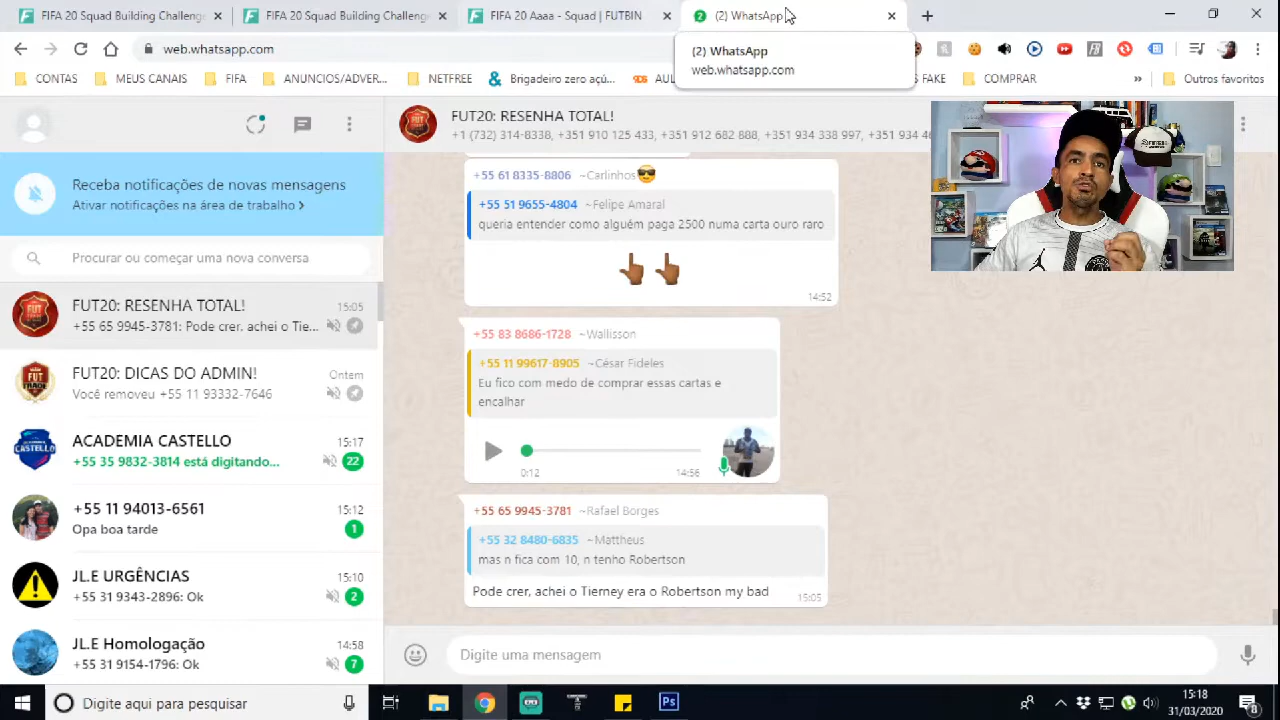 FIFA 20 Squad Building Challeng
FIFA 20 Squad Building Challeng
FIFA 20 Aaaa - Squad | FUTBIN
(2) WhatsApp
web.whatsapp.com
(2) WhatsApp
web.whatsapp.com
CONTAS
MEUS CANAIS
FIFA
ANUNCIOS/ADVER...
NETFREE
Brigadeiro zero açú...
FAKE
COMPRAR
Outros favoritos
FUT20: RESENHA TOTAL!
+1 (732) 314-8338, +351 910 125 433, +351 912 682 888, +351 934 338 997, +351 934
Receba notificações de novas mensagens
Ativar notificações na área de trabalho >
Procurar ou começar uma nova conversa
FUT20: RESENHA TOTAL!
15:05
+55 65 9945-3781: Pode crer, achei o Tie...
FUT20: DICAS DO ADMIN!
Ontem
Você removeu +55 11 93332-7646
ACADEMIA CASTELLO
15:17
+55 35 9832-3814 está digitando...
22
+55 11 94013-6561
15:12
Opa boa tarde
1
JL.E URGÊNCIAS
15:10
+55 31 9343-2896: Ok
2
JL.E Homologação
14:58
+55 31 9154-1796: Ok
7
+55 61 8335-8806 ~Carlinhos
+55 51 9655-4804 ~Felipe Amaral
queria entender como alguém paga 2500 numa carta ouro raro
14:52
+55 83 8686-1728 ~Wallisson
+55 11 99617-8905 ~César Fideles
Eu fico com medo de comprar essas cartas e
encalhar
0:12
14:56
+55 65 9945-3781 ~Rafael Borges
+55 32 8480-6835 ~Mattheus
mas n fica com 10, n tenho Robertson
Pode crer, achei o Tierney era o Robertson my bad
15:05
Digite uma mensagem
Digite aqui para pesquisar
Ps
15:18
31/03/2020
8